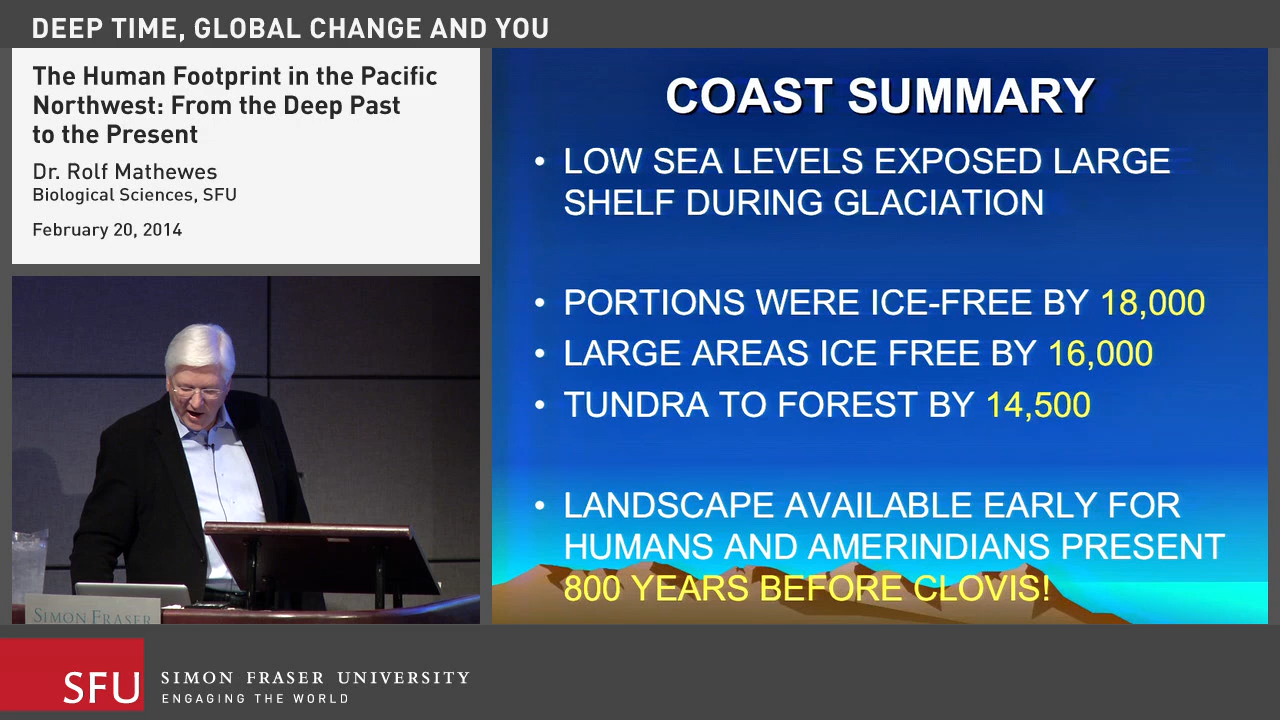 DEEP TIME, GLOBAL CHANGE AND YOU
The Human Footprint in the Pacific
Northwest: From the Deep Past
to the Present
Dr. Rolf Mathewes
Biological Sciences, SFU
February 20, 2014
COAST SUMMARY
• LOW SEA LEVELS EXPOSED LARGE
SHELF DURING GLACIATION
• PORTIONS WERE ICE-FREE BY 18,000
• LARGE AREAS ICE FREE BY 16,000
• TUNDRA TO FOREST BY 14,500
• LANDSCAPE AVAILABLE EARLY FOR
HUMANS AND AMERINDIANS PRESENT
800 YEARS BEFORE CLOVIS!
SIMON FRASER
SFU
SIMON FRASER UNIVERSITY
ENGAGING THE WORLD